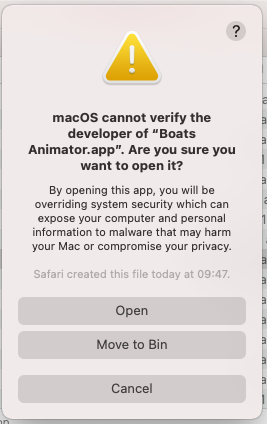 ?
macOS cannot verify the
developer of “Boats
Animator.app”. Are you sure you
want to open it?
By opening this app, you will be
overriding system security which can
expose your computer and personal
information to malware that may harm
your Mac or compromise your privacy.
Safari created this file today at 09:47.
Open
Move to Bin
Cancel